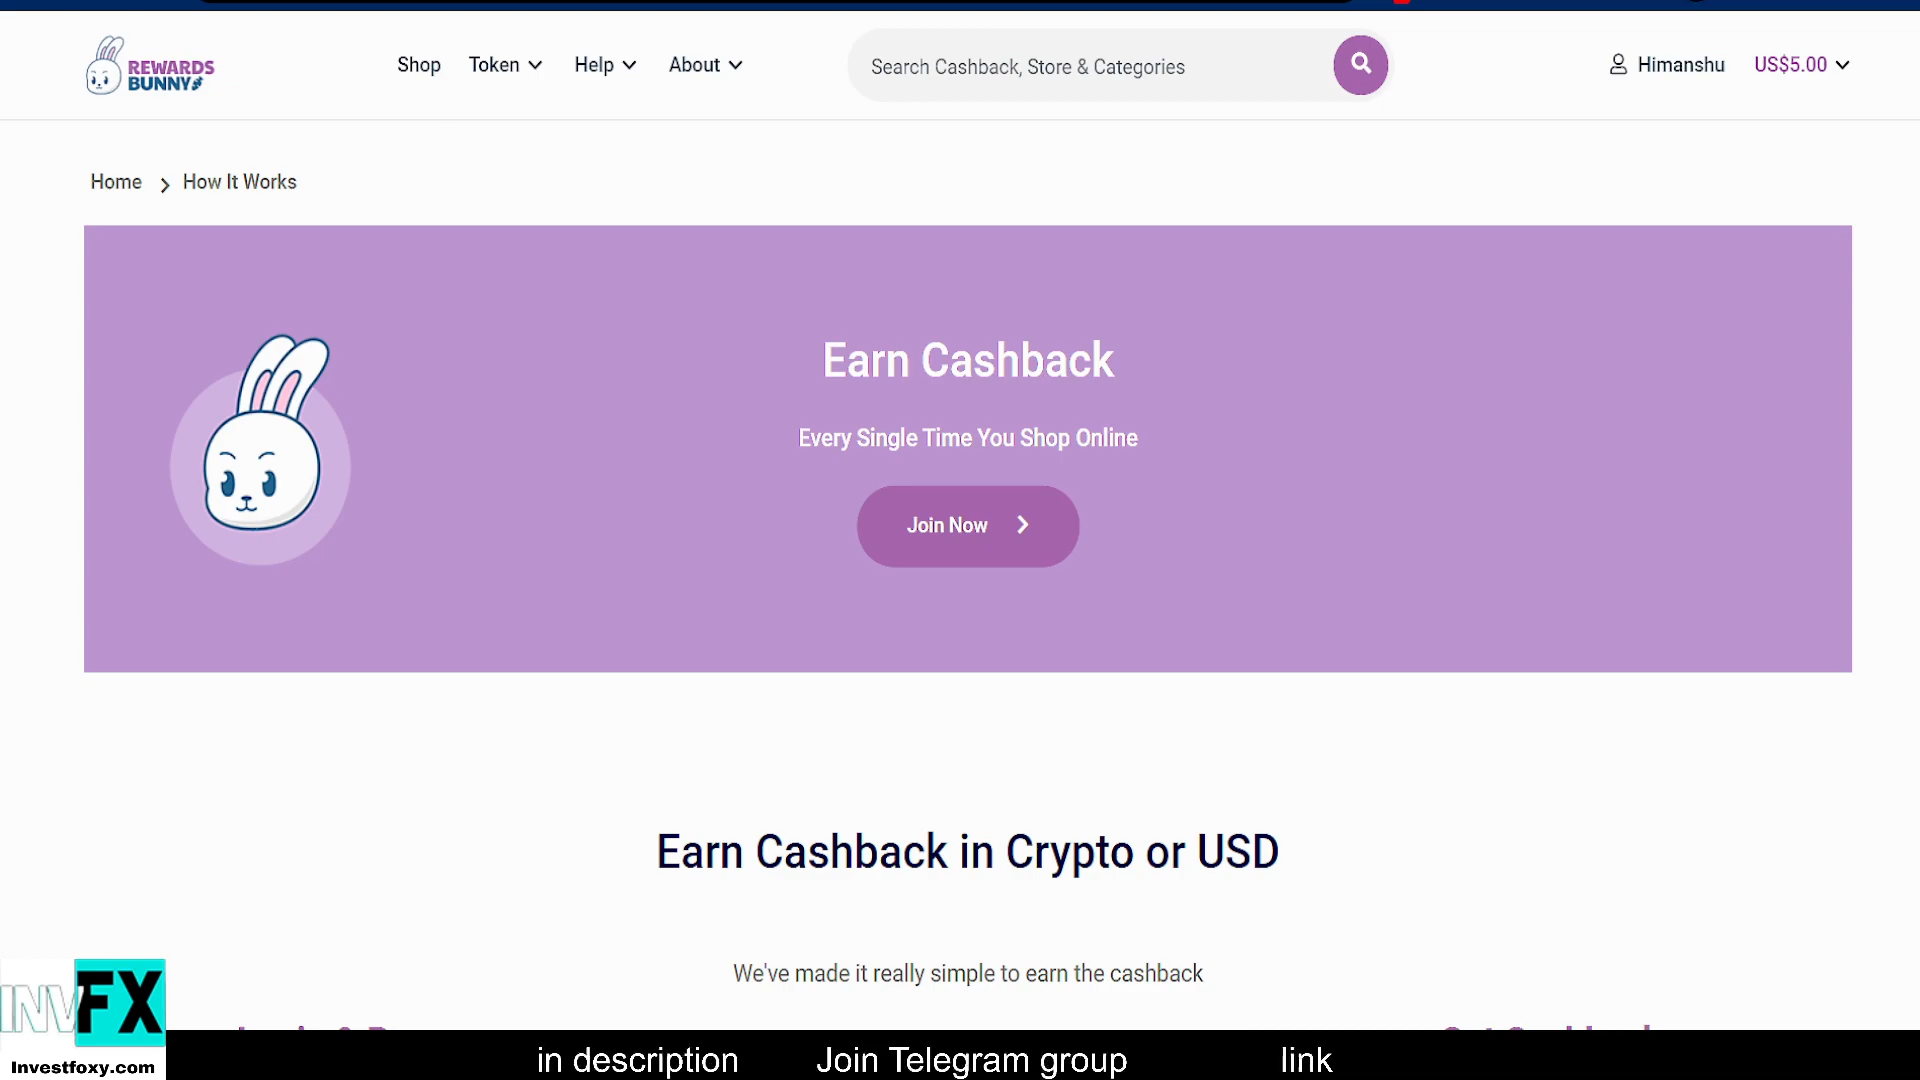 REWARDS
BUNNY
Shop Token Help About
Search Cashback, Store & Categories
Himanshu US$5.00
Home > How It Works
Earn Cashback
Every Single Time You Shop Online
Join Now >
Earn Cashback in Crypto or USD
We've made it really simple to earn the cashback
INV FX
Investfoxy.com
in description Join Telegram group link